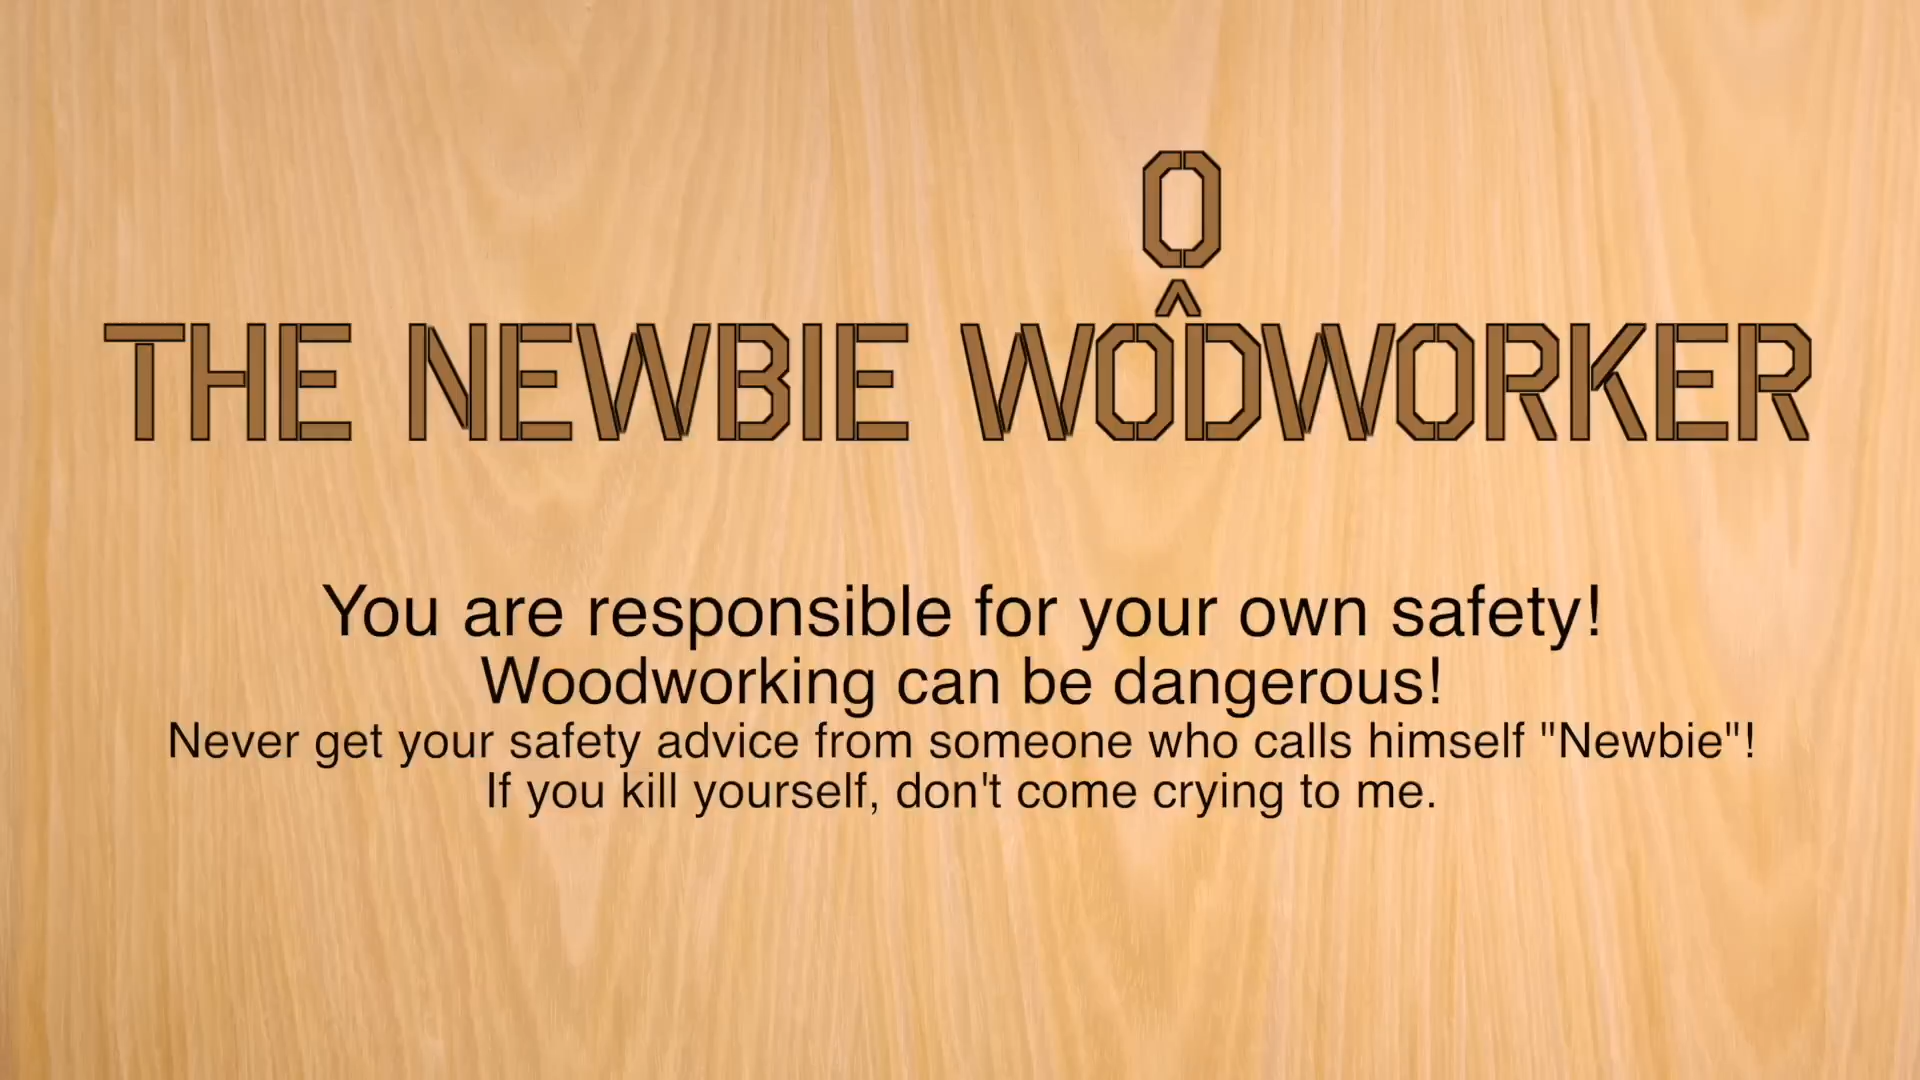 O
^
THE NEWBIE WODWORKER
You are responsible for your own safety!
Woodworking can be dangerous!
Never get your safety advice from someone who calls himself "Newbie"!
If you kill yourself, don't come crying to me.